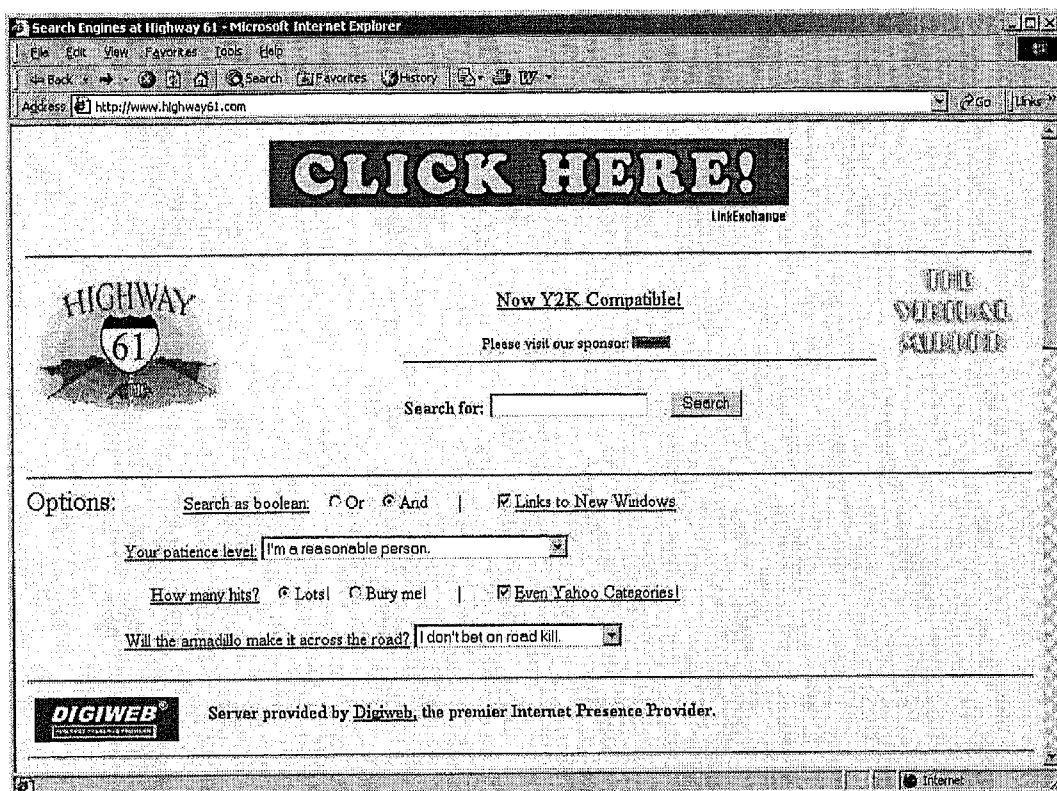 Search Engines at Highway 61 - Microsoft Internet Explorer
File Edit View Favorites Tools Help
Back Search Favorites History
Address http://www.highway61.com Go Links »
CLICK HERE!
LinkExchange
HIGHWAY
61
Now Y2K Compatible!
THE
VIRTUAL
Please visit our sponsor:
Search for: Search
Options: Search as boolean: Or And | Links to New Windows
Your patience level: I'm a reasonable person.
How many hits? Lots! Bury me! | Even Yahoo Categories!
Will the armadillo make it across the road? I don't bet on road kill.
DIGIWEB®
Server provided by Digiweb, the premier Internet Presence Provider.
Internet